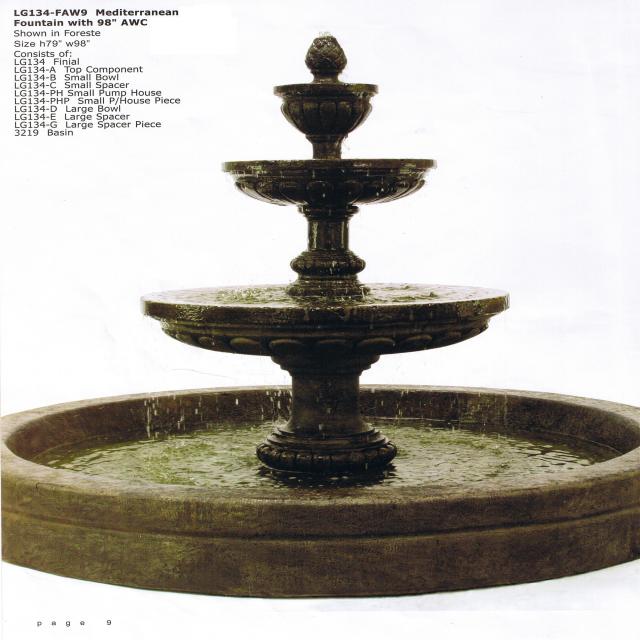 LG134-FAW9 Mediterranean
Fountain with 98" AWC
Shown in Foreste
Size h79" w98"
Consists of:
LG134 Finial
LG134-A Top Component
LG134-B Small Bowl
LG134-C Small Spacer
LG134-PH Small Pump House
LG134-PHP Small P/House Piece
LG134-D Large Bowl
LG134-E Large Spacer
LG134-G Large Spacer Piece
3219 Basin
page 9